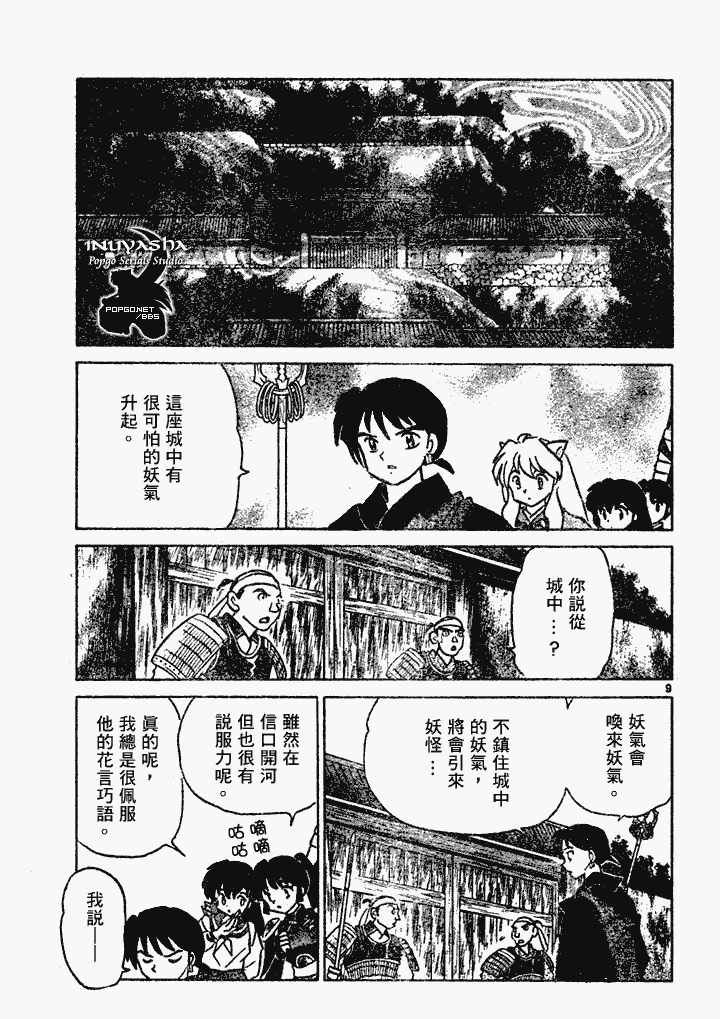 INUYASHA
Popgo Serials Studio
POPGO.NET
/BBS
這座城中有
很可怕的妖氣
升起。
你説從
城中…？
9
妖氣會
喚來妖氣。
不鎮住城中
的妖氣，
將會引來
妖怪…
雖然在
信口開河
但也很有
説服力呢。
真的呢，
我總是很佩服
他的花言巧語。
嘀咕
嘀咕
我説——